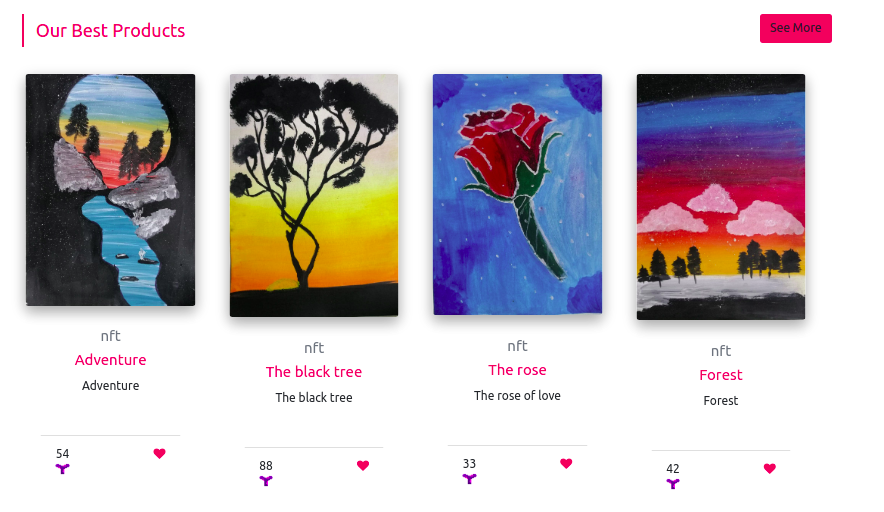 Our Best Products
See More
nft
Adventure
Adventure
54
nft
The black tree
The black tree
88
nft
The rose
The rose of love
33
nft
Forest
Forest
42